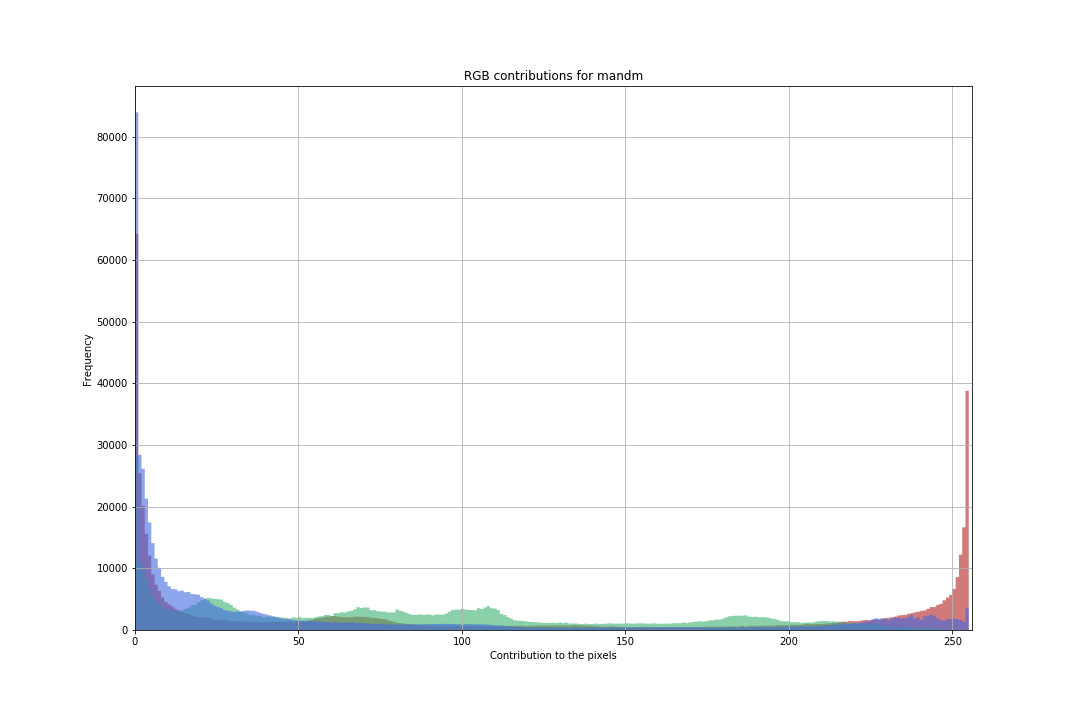 RGB contributions for mandm
80000
70000
60000
50000
40000
30000
20000
10000
0
Frequency
0 50 100 150 200 250
Contribution to the pixels